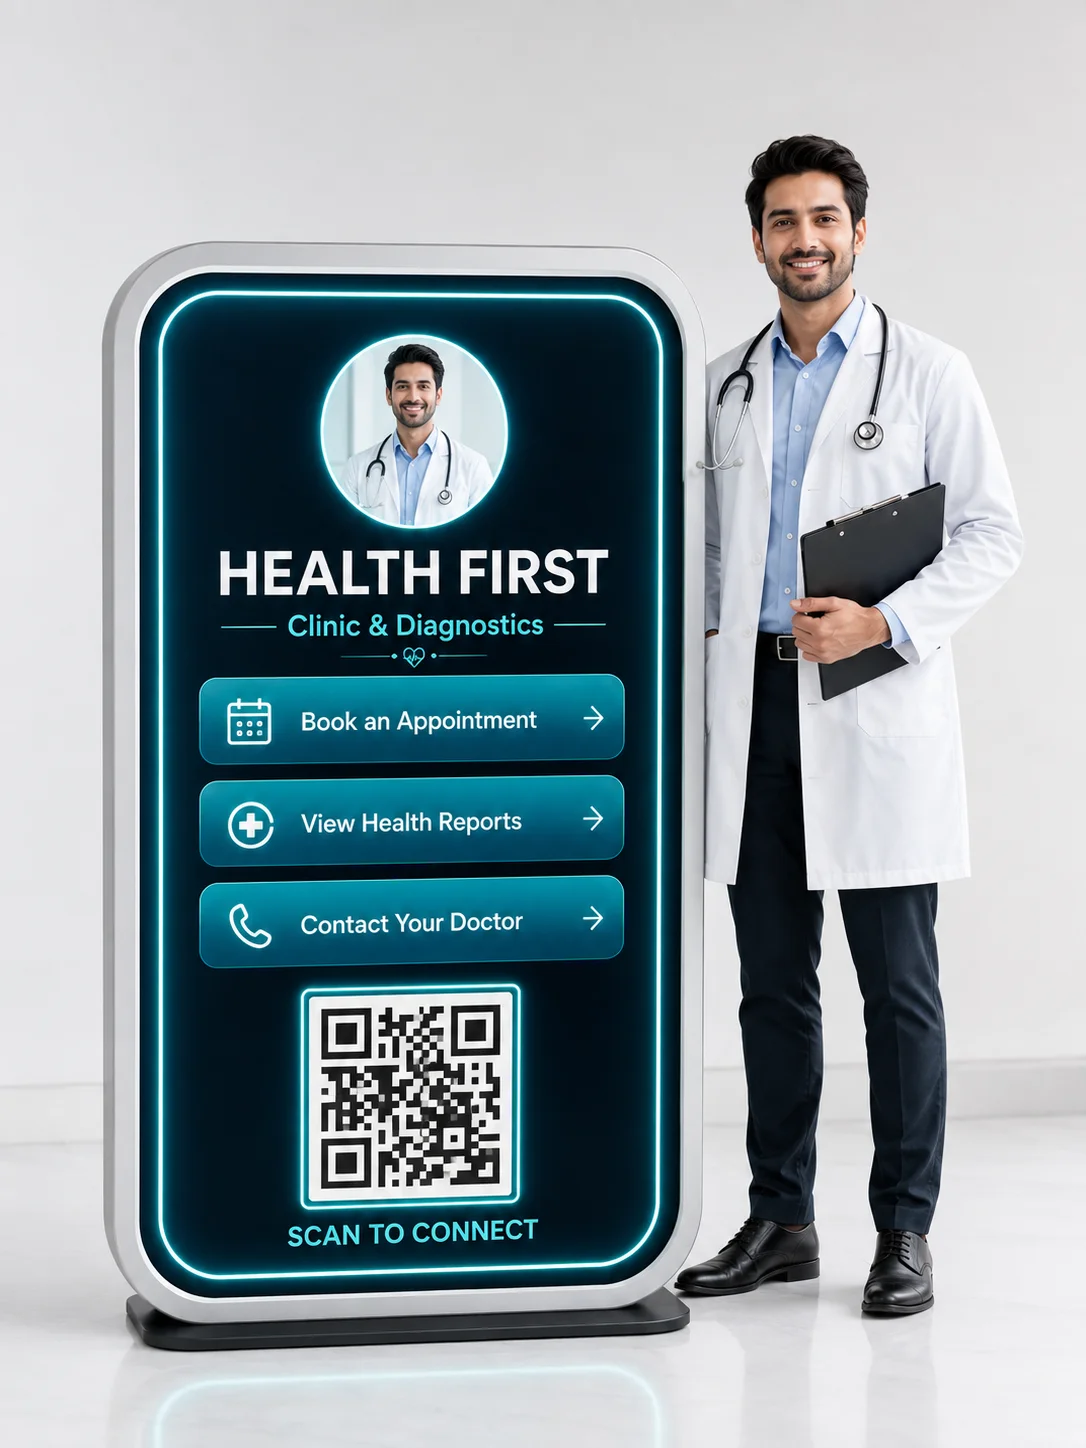 HEALTH FIRST
Clinic & Diagnostics
Book an Appointment
View Health Reports
Contact Your Doctor
SCAN TO CONNECT